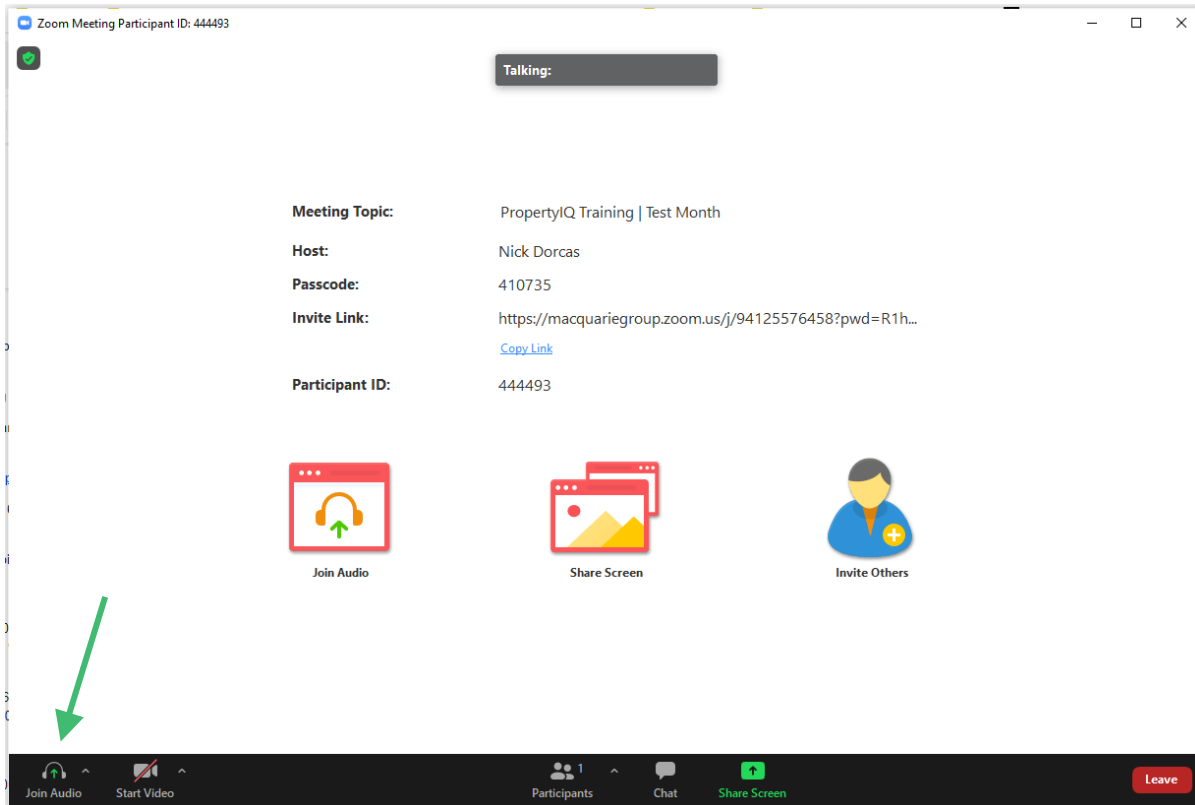 Zoom Meeting Participant ID: 444493
Talking:
Meeting Topic: PropertyIQ Training | Test Month
Host: Nick Dorcas
Passcode: 410735
Invite Link: https://macquariegroup.zoom.us/j/94125576458?pwd=R1h...
Copy Link
Participant ID: 444493
Join Audio Share Screen Invite Others
1
Join Audio Start Video Participants Chat Share Screen Leave